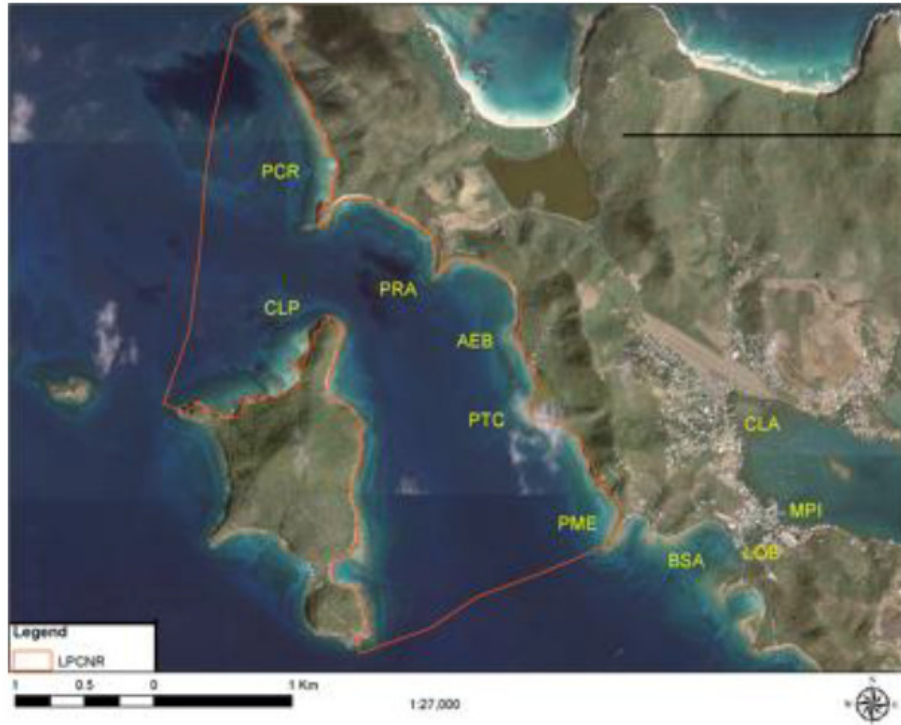 PCR
CLP
PRA
AEB
PTC
CLA
MPI
PME
BSA
LOB
Legend
LPCNR
1 0.5 0 1 Km
1:27,000
N